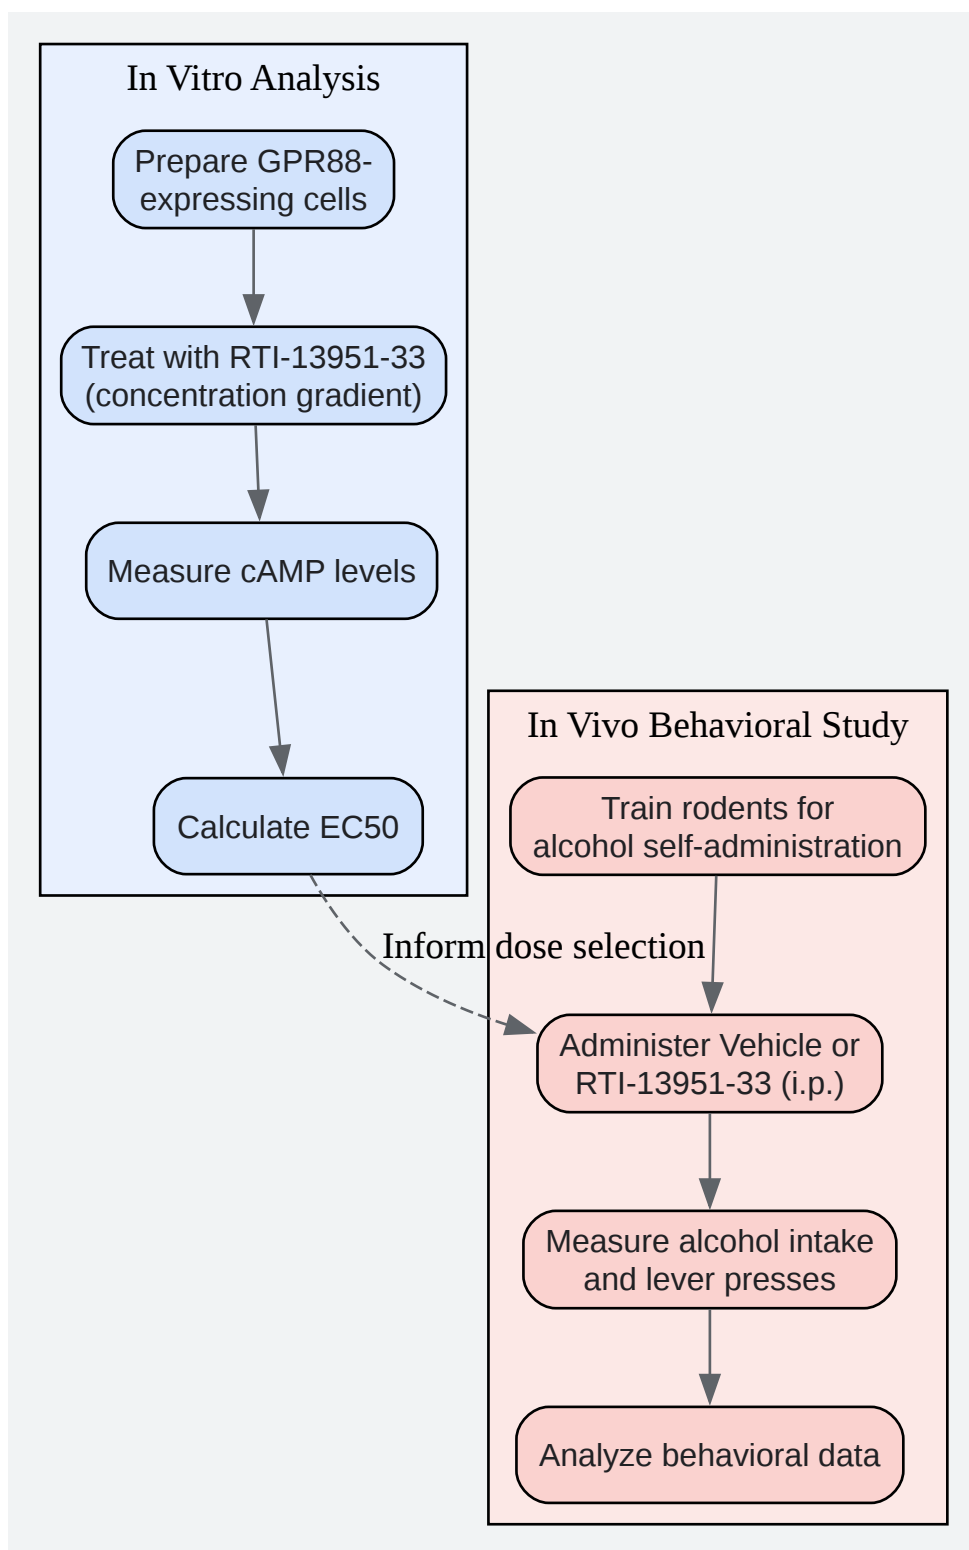 In Vitro Analysis
Prepare GPR88-
expressing cells
Treat with RTI-13951-33
(concentration gradient)
Measure cAMP levels
Calculate EC50
Inform dose selection
In Vivo Behavioral Study
Train rodents for
alcohol self-administration
Administer Vehicle or
RTI-13951-33 (i.p.)
Measure alcohol intake
and lever presses
Analyze behavioral data